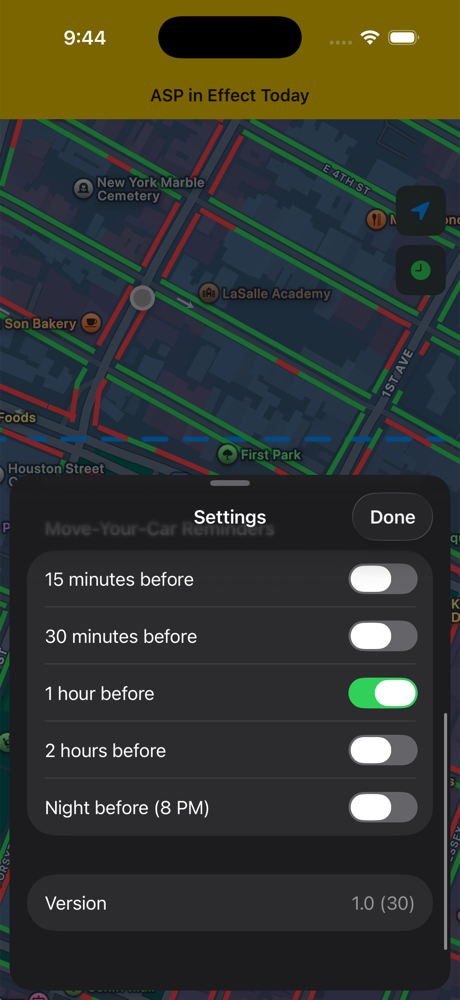 9:44
ASP in Effect Today
E 4TH ST
New York Marble
Cemetery
LaSalle Academy
Son Bakery
1ST AVE
Foods
Houston Street
First Park
Settings
Done
Move-Your-Car Reminders
15 minutes before
30 minutes before
1 hour before
2 hours before
Night before (8 PM)
Version
1.0 (30)